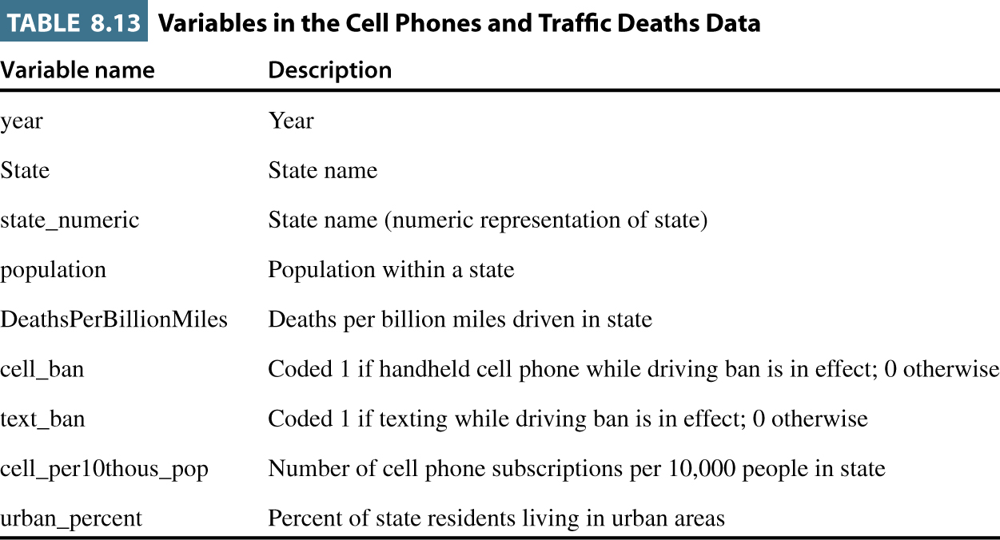 TABLE 8.13 Variables in the Cell Phones and Traffic Deaths Data
Variable name Description
year Year
State State name
state_numeric State name (numeric representation of state)
population Population within a state
DeathsPerBillionMiles Deaths per billion miles driven in state
cell_ban Coded 1 if handheld cell phone while driving ban is in effect; 0 otherwise
text_ban Coded 1 if texting while driving ban is in effect; 0 otherwise
cell_per10thous_pop Number of cell phone subscriptions per 10,000 people in state
urban_percent Percent of state residents living in urban areas